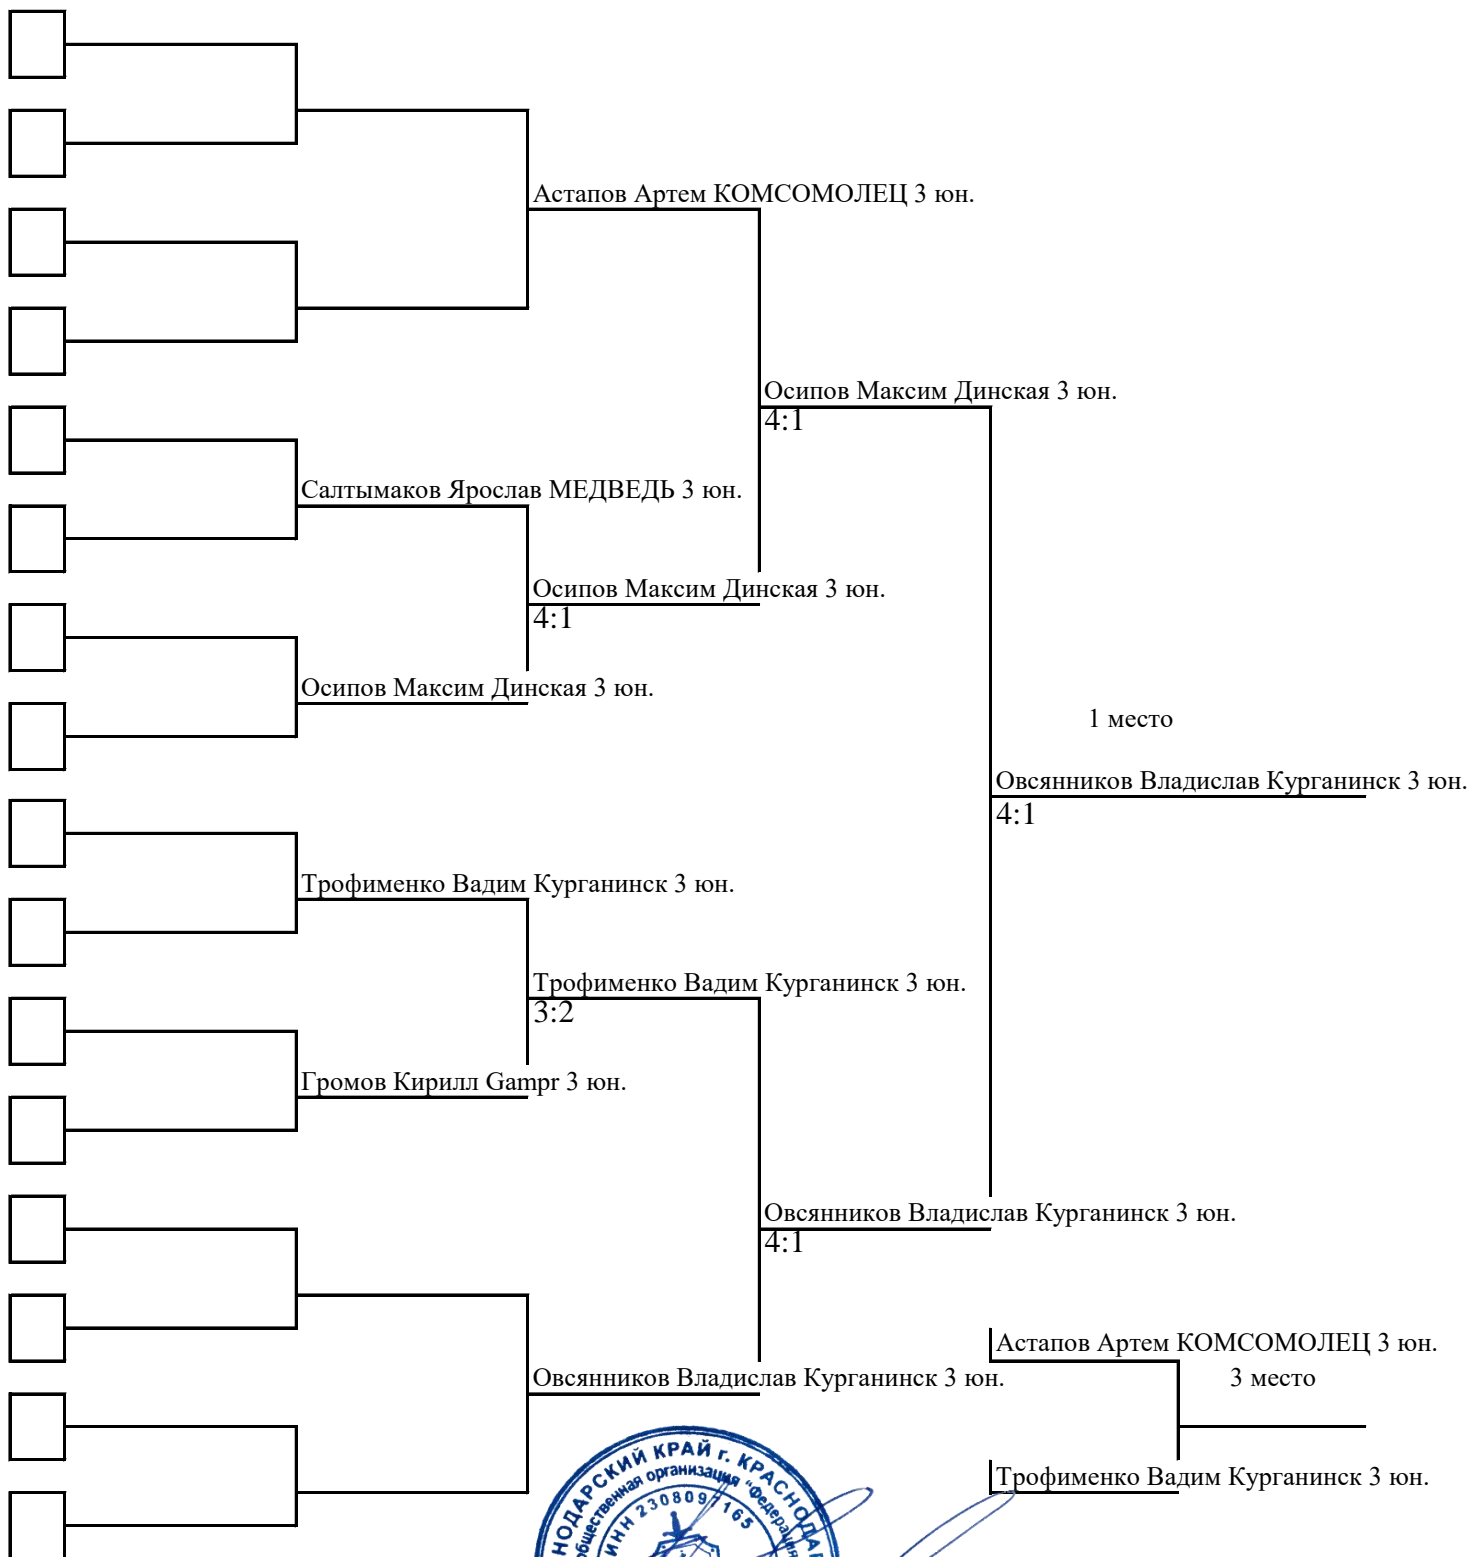 Астапов Артем КОМСОМОЛЕЦ 3 юн.
Осипов Максим Динская 3 юн.
4:1
Салтымаков Ярослав МЕДВЕДЬ 3 юн.
Осипов Максим Динская 3 юн.
4:1
Осипов Максим Динская 3 юн.
1 место
Овсянников Владислав Курганинск 3 юн.
4:1
Трофименко Вадим Курганинск 3 юн.
Трофименко Вадим Курганинск 3 юн.
3:2
Громов Кирилл Gampr 3 юн.
Овсянников Владислав Курганинск 3 юн.
4:1
Астапов Артем КОМСОМОЛЕЦ 3 юн.
Овсянников Владислав Курганинск 3 юн.
3 место
Трофименко Вадим Курганинск 3 юн.
КРАЙ г.
общественная организация "Федерация
ИНН 2308097165